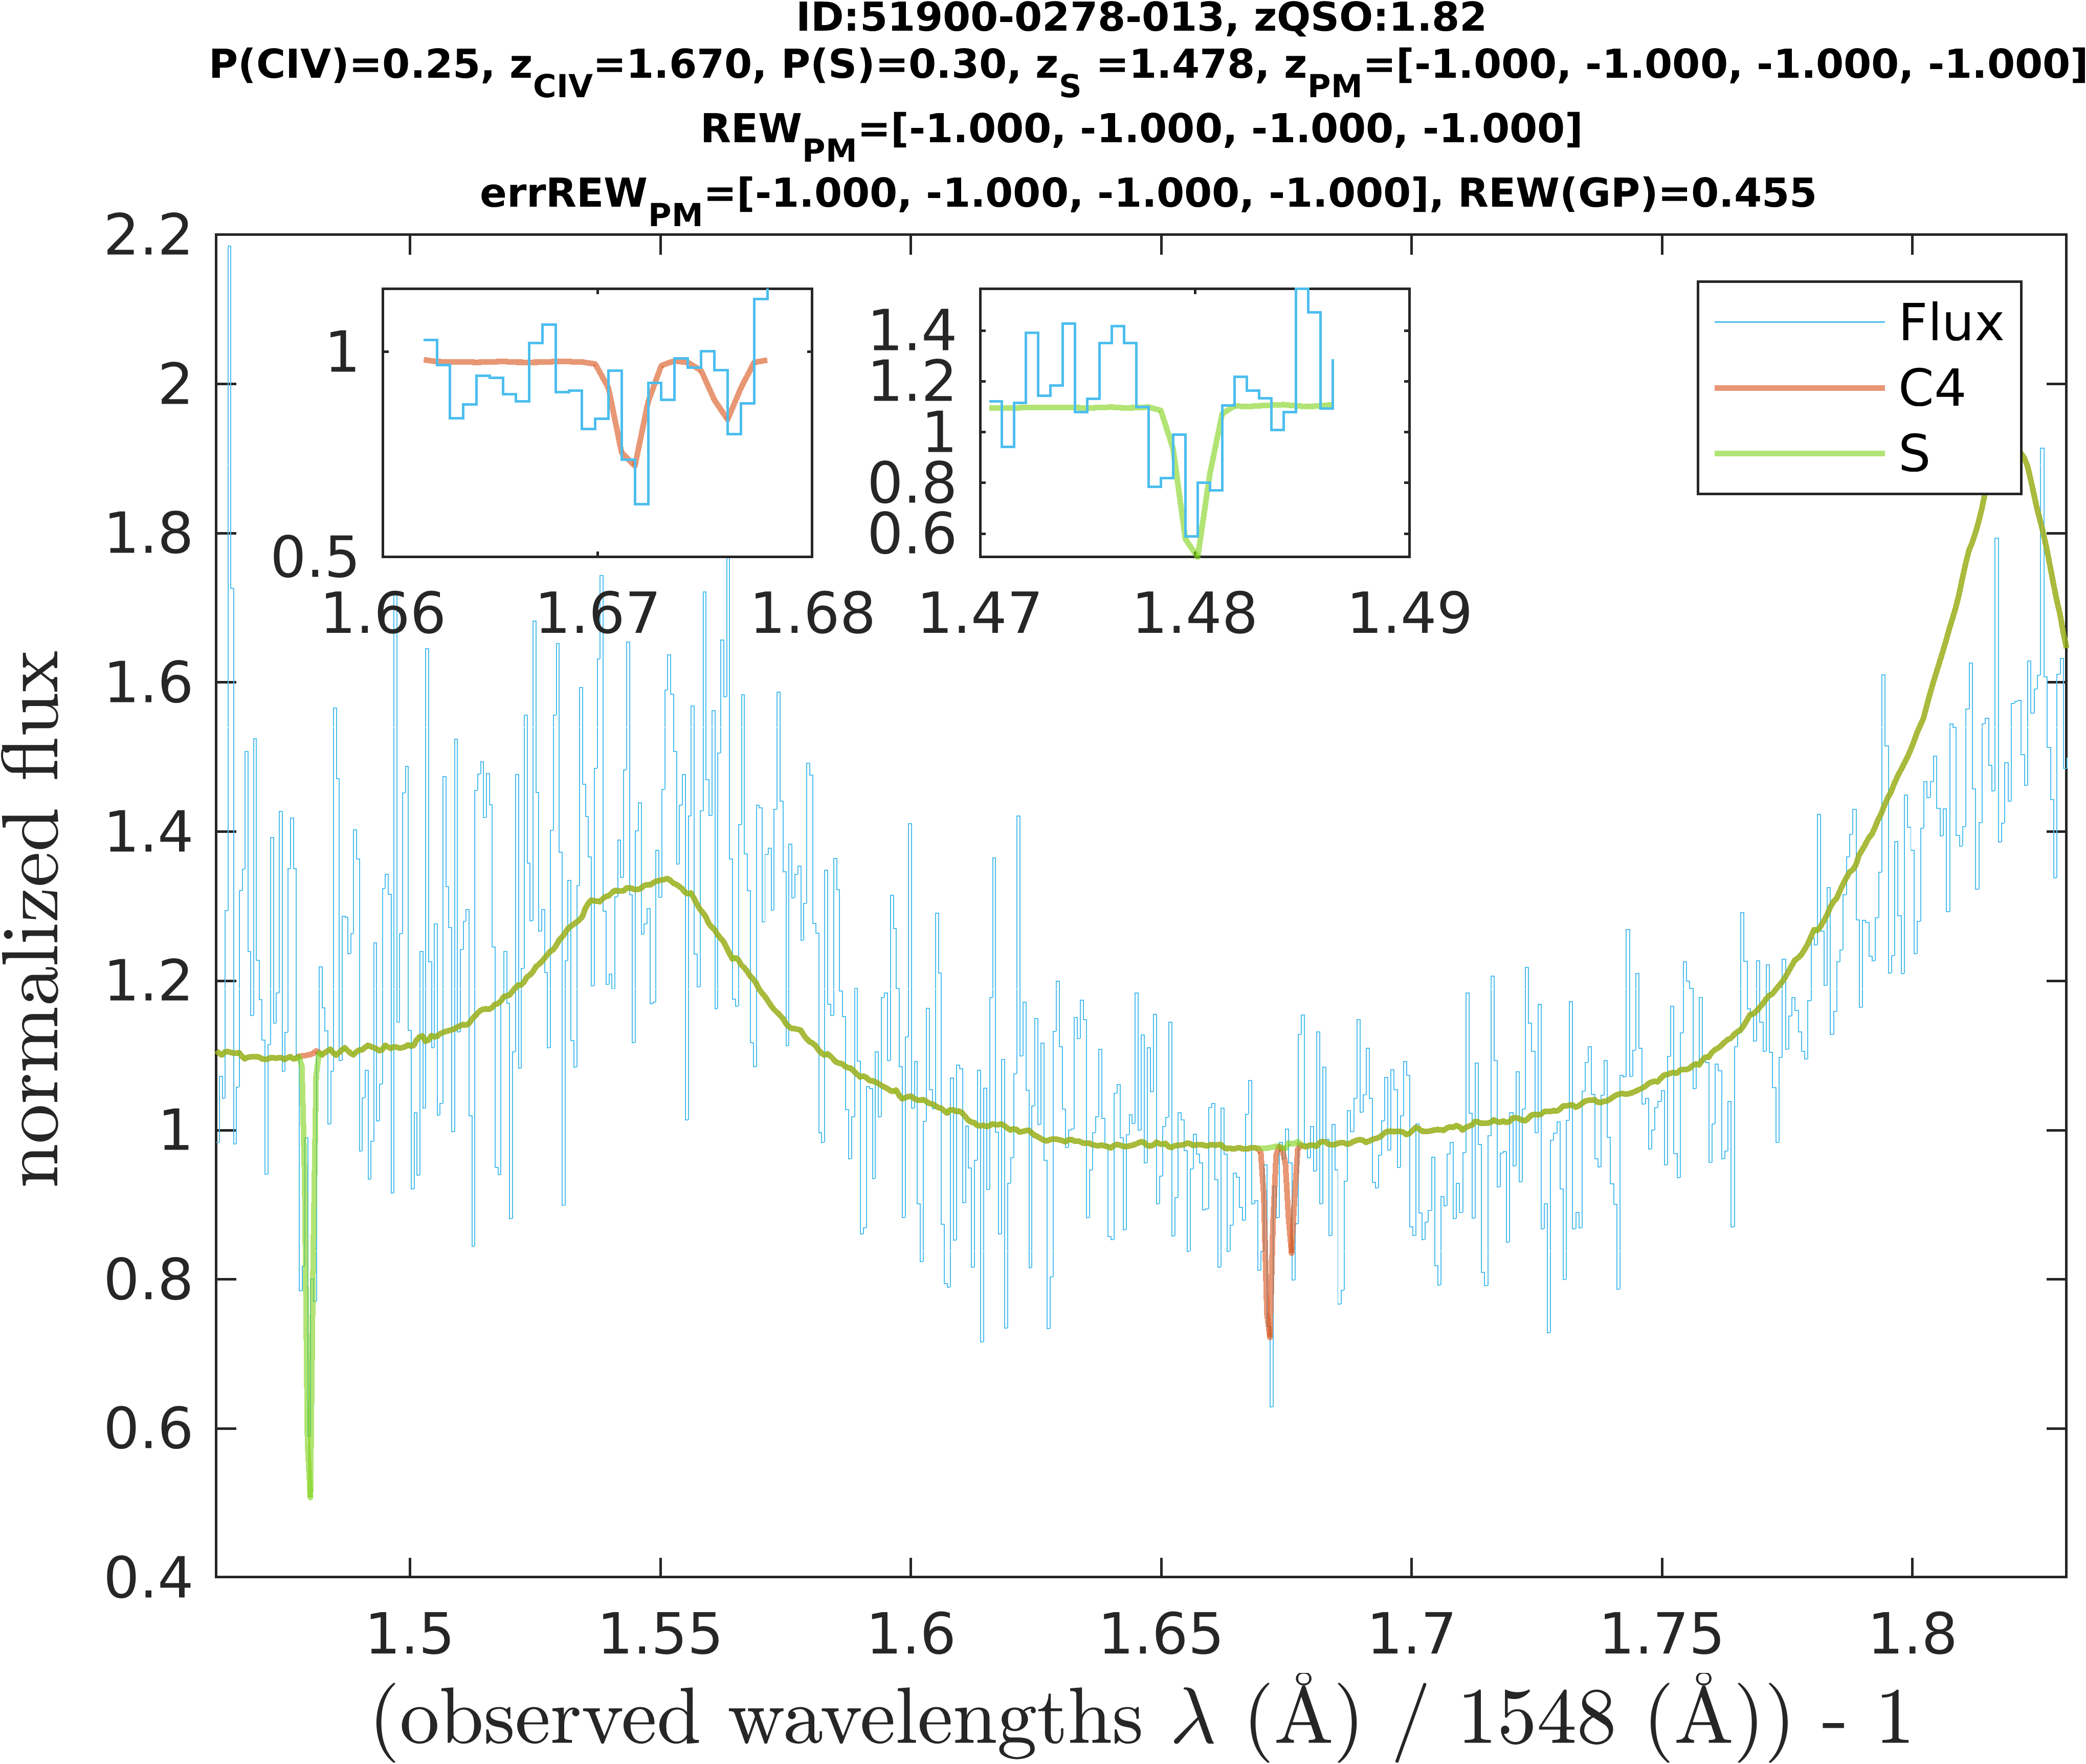 ID:51900-0278-013, zQSO:1.82
P(CIV)=0.25, zCIV=1.670, P(S)=0.30, zS =1.478, zPM=[-1.000, -1.000, -1.000, -1.000]
REWPM=[-1.000, -1.000, -1.000, -1.000]
errREWPM=[-1.000, -1.000, -1.000, -1.000], REW(GP)=0.455
2.2
2
1.8
1.6
1.4
1.2
1
0.8
0.6
0.4
normalized flux
1
0.5
1.66 1.67 1.68
1.4
1.2
1
0.8
0.6
1.47 1.48 1.49
Flux
C4
S
1.5 1.55 1.6 1.65 1.7 1.75 1.8
(observed wavelengths λ (Å) / 1548 (Å)) - 1